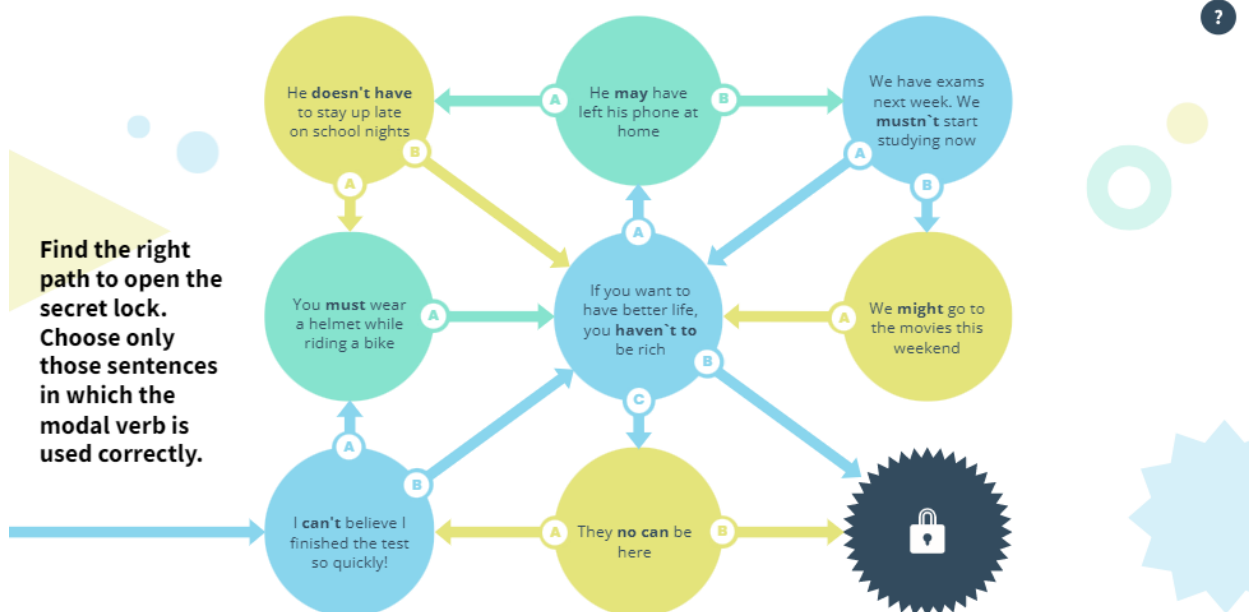 ?
He doesn't have
to stay up late
on school nights
He may have
left his phone at
home
We have exams
next week. We
mustn`t start
studying now
A
B
B
A
A
B
A
Find the right
path to open the
secret lock.
Choose only
those sentences
in which the
modal verb is
used correctly.
You must wear
a helmet while
riding a bike
A
If you want to
have better life,
you haven`t to
be rich
A
We might go to
the movies this
weekend
B
C
A
B
I can't believe I
finished the test
so quickly!
A
They no can be
here
B